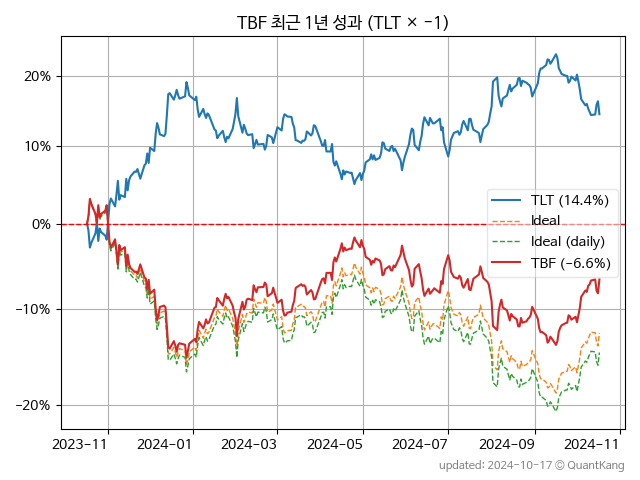 TBF 최근 1년 성과 (TLT × −1)
20%
10%
0%
−10%
−20%
TLT (14.4%)
Ideal
Ideal (daily)
TBF (−6.6%)
2023-11
2024-01
2024-03
2024-05
2024-07
2024-09
2024-11
updated: 2024-10-17 © QuantKang